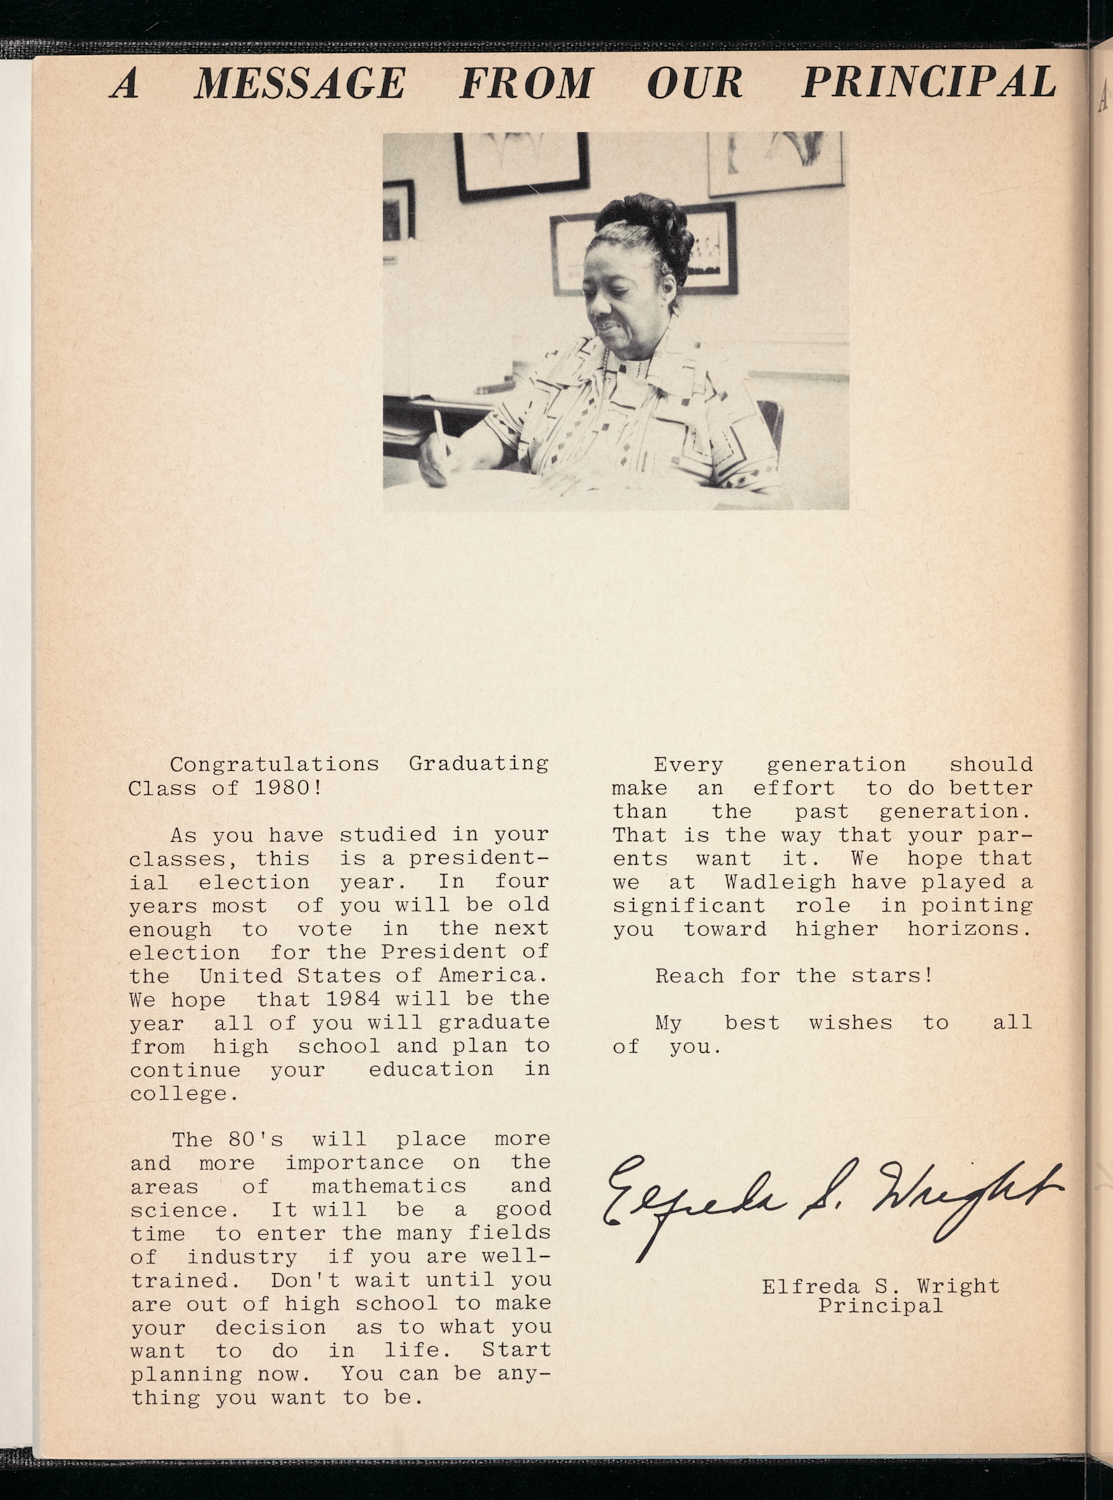 A MESSAGE FROM OUR PRINCIPAL
Congratulations Graduating
Class of 1980!
As you have studied in your
classes, this is a president-
ial election year. In four
years most of you will be old
enough to vote in the next
election for the President of
the United States of America.
We hope that 1984 will be the
year all of you will graduate
from high school and plan to
continue your education in
college.
The 80's will place more
and more importance on the
areas of mathematics and
science. It will be a good
time to enter the many fields
of industry if you are well-
trained. Don't wait until you
are out of high school to make
your decision as to what you
want to do in life. Start
planning now. You can be any-
thing you want to be.
Every generation should
make an effort to do better
than the past generation.
That is the way that your par-
ents want it. We hope that
we at Wadleigh have played a
significant role in pointing
you toward higher horizons.
Reach for the stars!
My best wishes to all
of you.
Elfreda S. Wright
Elfreda S. Wright
Principal